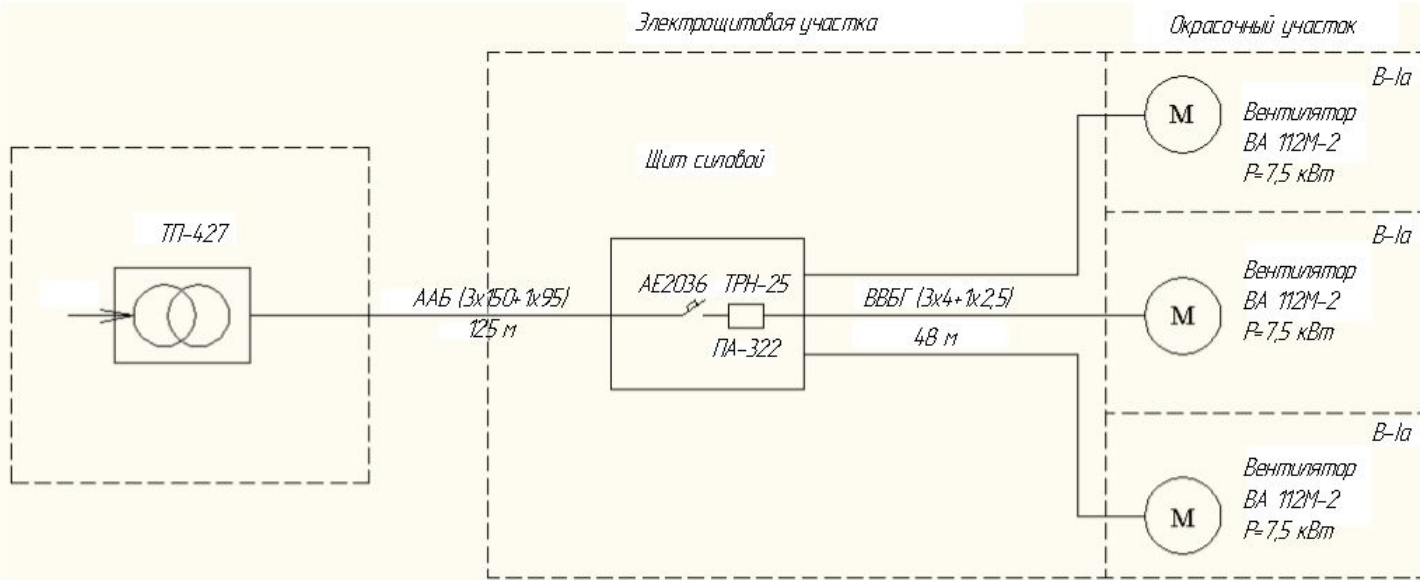 Электрощитовая участка
Окрасочный участок
В-Iа
М
Вентилятор
ВА 112М-2
Р=7,5 кВт
Щит силовой
ТП-427
В-Iа
ААБ (3х150+1х95)
125 м
АЕ2036 ТРН-25
ПА-322
ВВБГ (3х4+1х2,5)
48 м
М
Вентилятор
ВА 112М-2
Р=7,5 кВт
В-Iа
М
Вентилятор
ВА 112М-2
Р=7,5 кВт